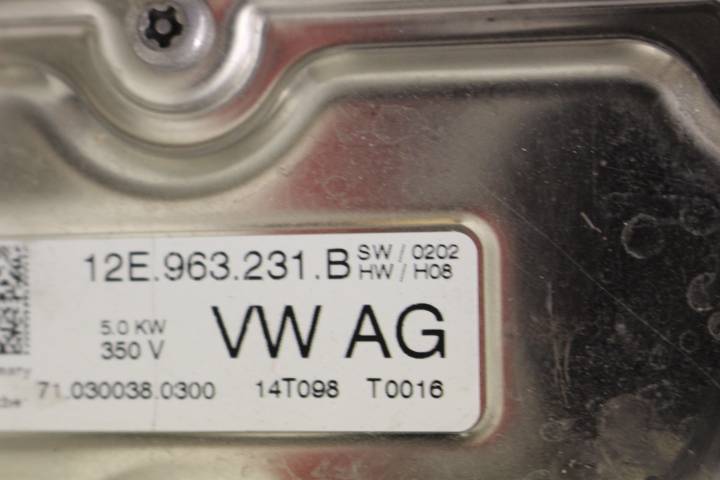 12E.963.231.B SW / 0202
HW / H08
5.0 KW
350 V
VW AG
71.030038.0300 14T098 T0016